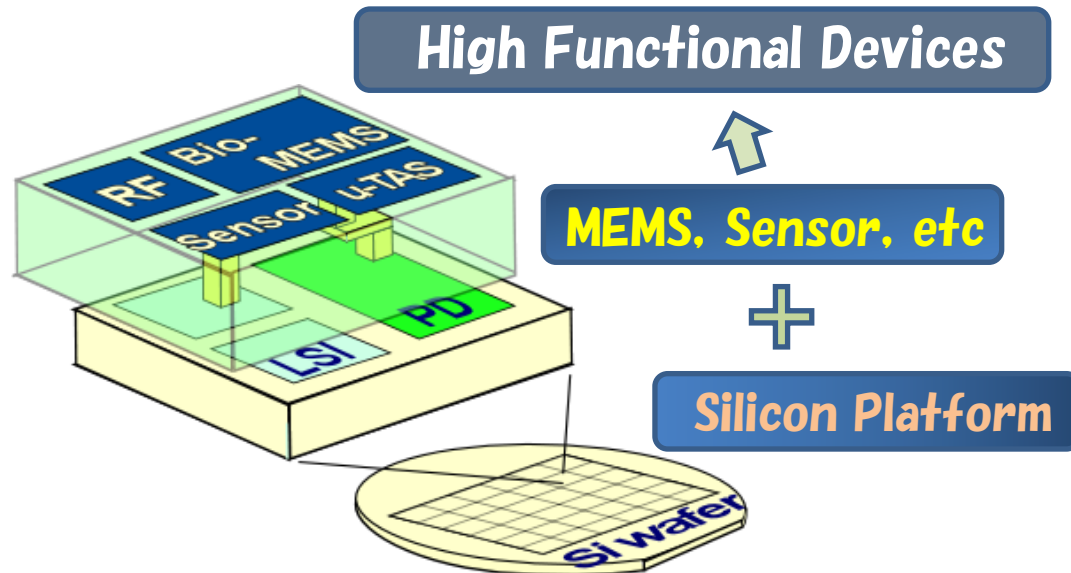 High Functional Devices
Bio-
MEMS
RF
u-TAS
Sensor
MEMS, Sensor, etc
PD
LSI
Silicon Platform
Si wafer